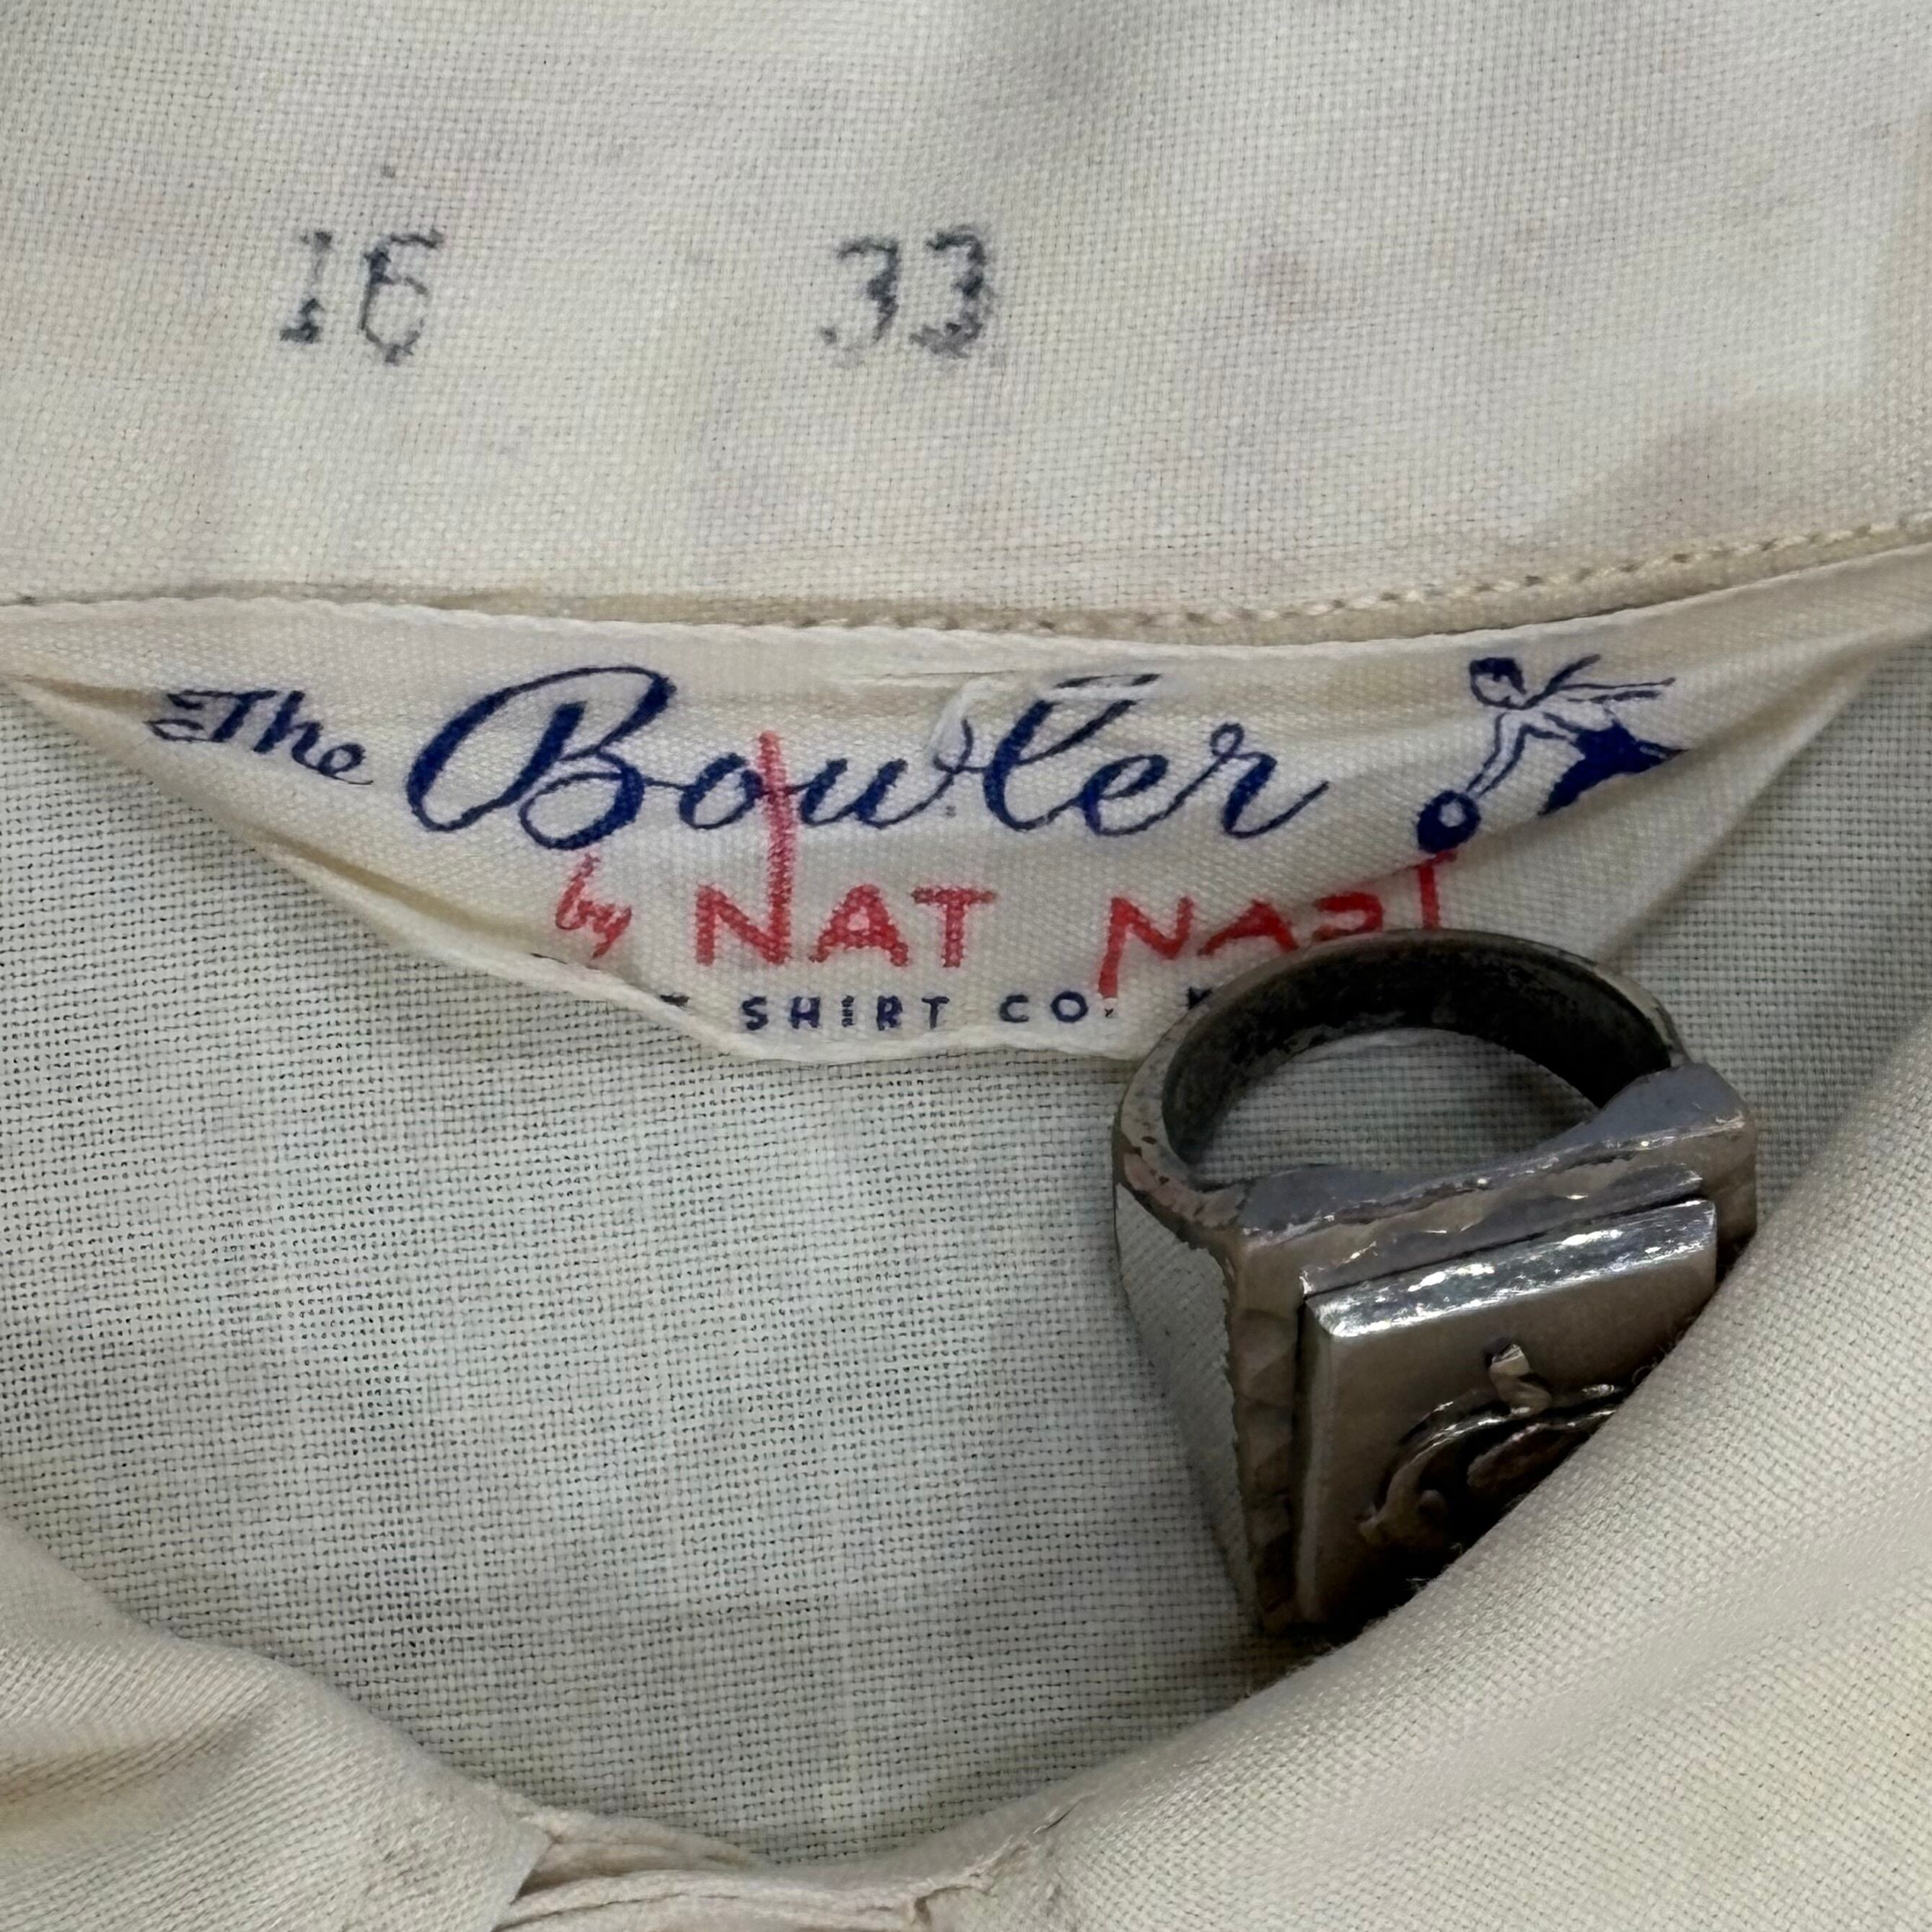 16 33
The Bowler
by NAT NAST
SHIRT CO.